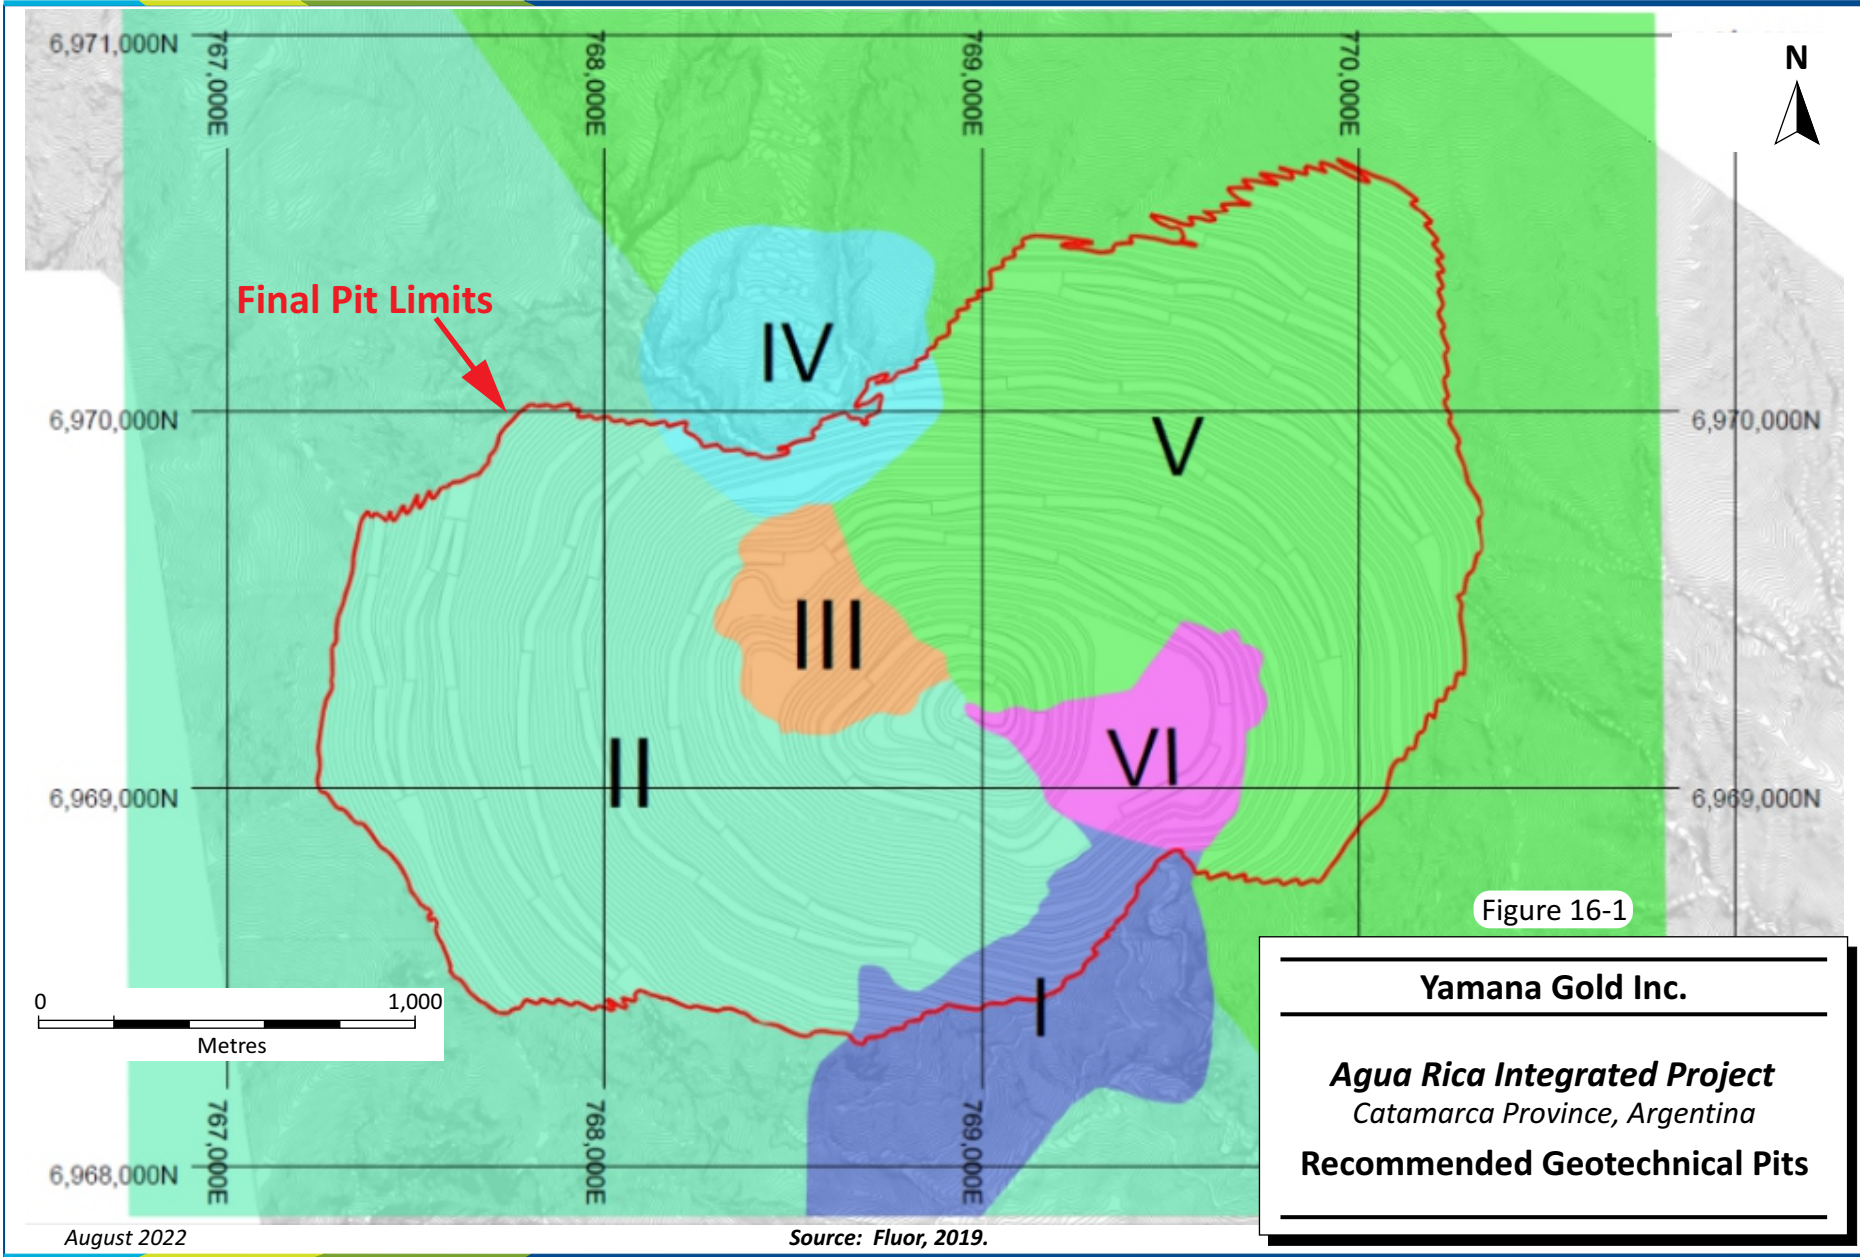 6,971,000N
767,000E
768,000E
769,000E
770,000E
N
Final Pit Limits
IV
6,970,000N
V
6,970,000N
III
II
VI
6,969,000N
6,969,000N
Figure 16-1
I
0 1,000
Metres
Yamana Gold Inc.
Agua Rica Integrated Project
Catamarca Province, Argentina
Recommended Geotechnical Pits
6,968,000N
767,000E
768,000E
769,000E
August 2022
Source: Fluor, 2019.